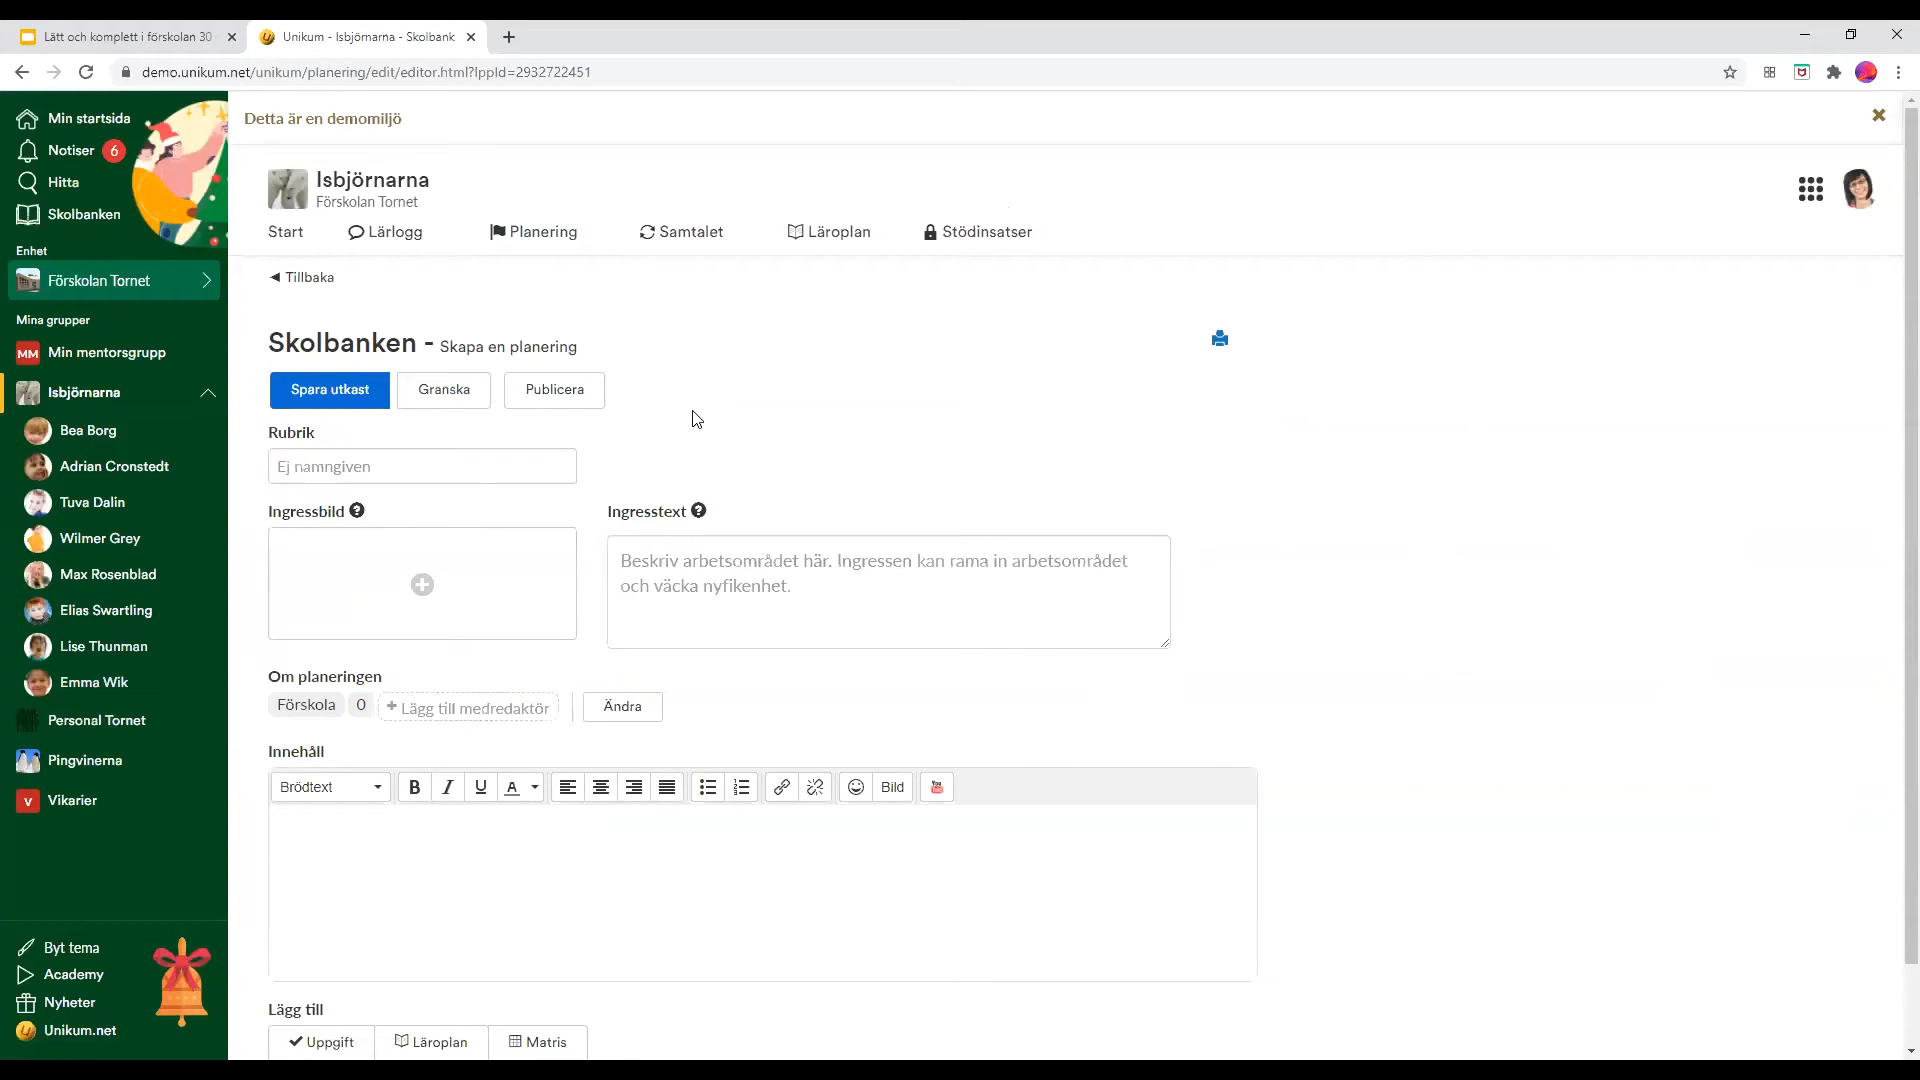 Lätt och komplett i förskolan 30
Unikum - Isbjörnarna - Skolbank
demo.unikum.net/unikum/planering/edit/editor.html?lppId=2932722451
Min startsida
Notiser 6
Hitta
Skolbanken
Enhet
Förskolan Tornet
Mina grupper
MM Min mentorsgrupp
Isbjörnarna
Bea Borg
Adrian Cronstedt
Tuva Dalin
Wilmer Grey
Max Rosenblad
Elias Swartling
Lise Thunman
Emma Wik
Personal Tornet
Pingvinerna
V Vikarier
Byt tema
Academy
Nyheter
Unikum.net
Detta är en demomiljö
Isbjörnarna
Förskolan Tornet
Start Lärlogg Planering Samtalet Läroplan Stödinsatser
Tillbaka
Skolbanken - Skapa en planering
Spara utkast Granska Publicera
Rubrik
Ej namngiven
Ingressbild ? Ingresstext ?
Beskriv arbetsområdet här. Ingressen kan rama in arbetsområdet
och väcka nyfikenhet.
Om planeringen
Förskola 0 + Lägg till medredaktör Ändra
Innehåll
Brödtext B I U A Bild You Tube
Lägg till
Uppgift Läroplan Matris